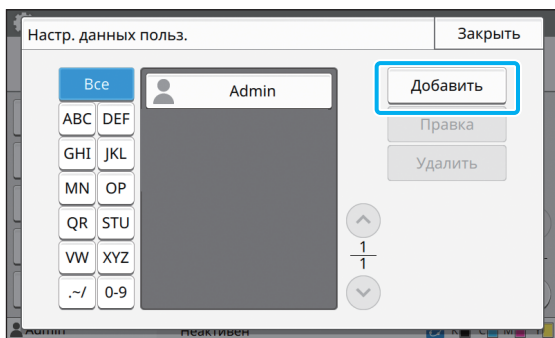 Настр. данных польз.
Закрыть
Все
ABC DEF
GHI JKL
MN OP
QR STU
VW XYZ
.~/ 0-9
Admin
Добавить
Правка
Удалить
1
1
Admin Неактивен K C M Y